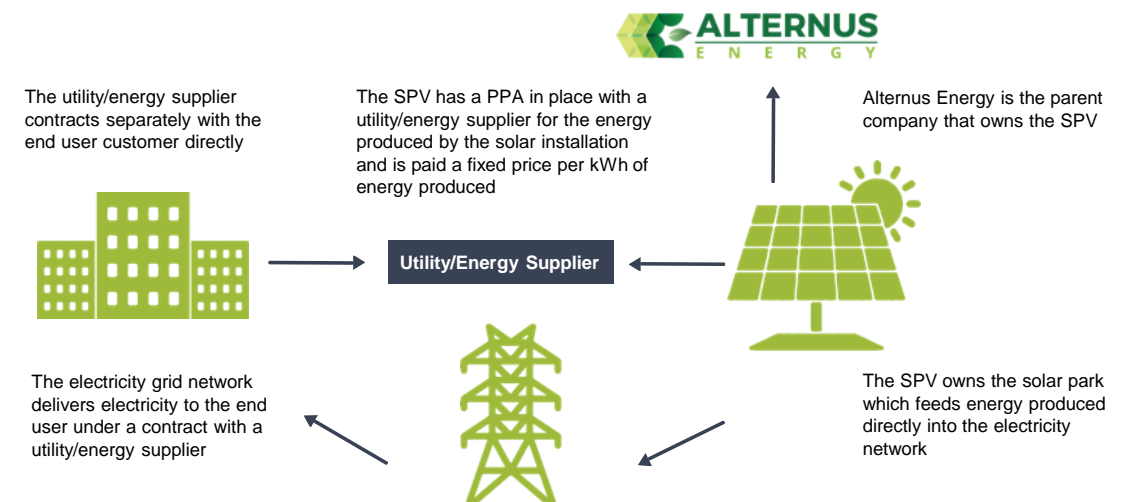 ALTERNUS
ENERGY
The utility/energy supplier
contracts separately with the
end user customer directly
The SPV has a PPA in place with a
utility/energy supplier for the energy
produced by the solar installation
and is paid a fixed price per kWh of
energy produced
Alternus Energy is the parent
company that owns the SPV
Utility/Energy Supplier
The electricity grid network
delivers electricity to the end
user under a contract with a
utility/energy supplier
The SPV owns the solar park
which feeds energy produced
directly into the electricity
network